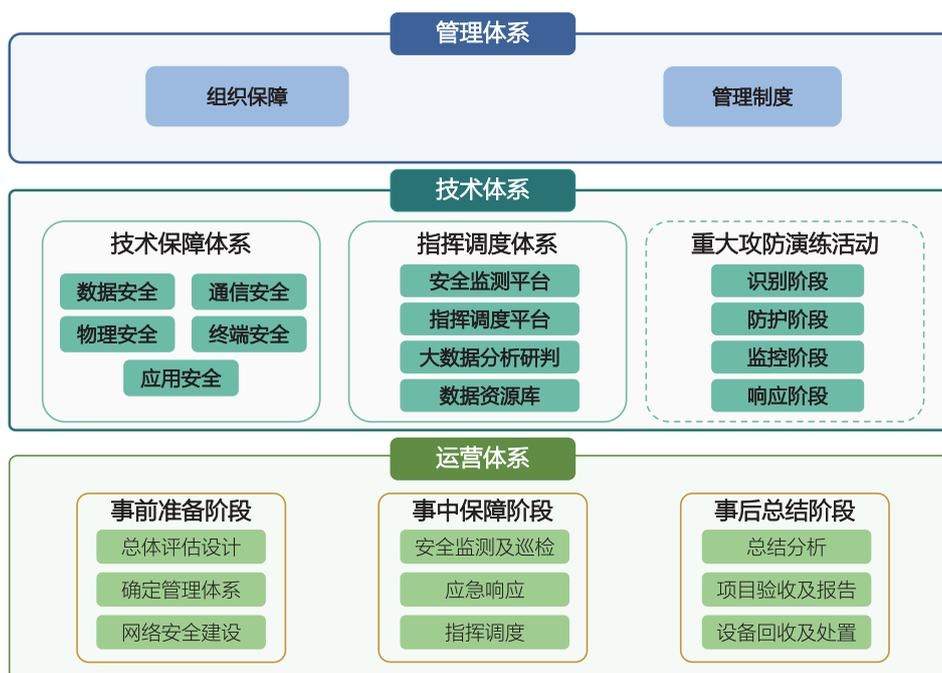 管理体系
组织保障
管理制度
技术体系
技术保障体系
数据安全
通信安全
物理安全
终端安全
应用安全
指挥调度体系
安全监测平台
指挥调度平台
大数据分析研判
数据资源库
重大攻防演练活动
识别阶段
防护阶段
监控阶段
响应阶段
运营体系
事前准备阶段
总体评估设计
确定管理体系
网络安全建设
事中保障阶段
安全监测及巡检
应急响应
指挥调度
事后总结阶段
总结分析
项目验收及报告
设备回收及处置